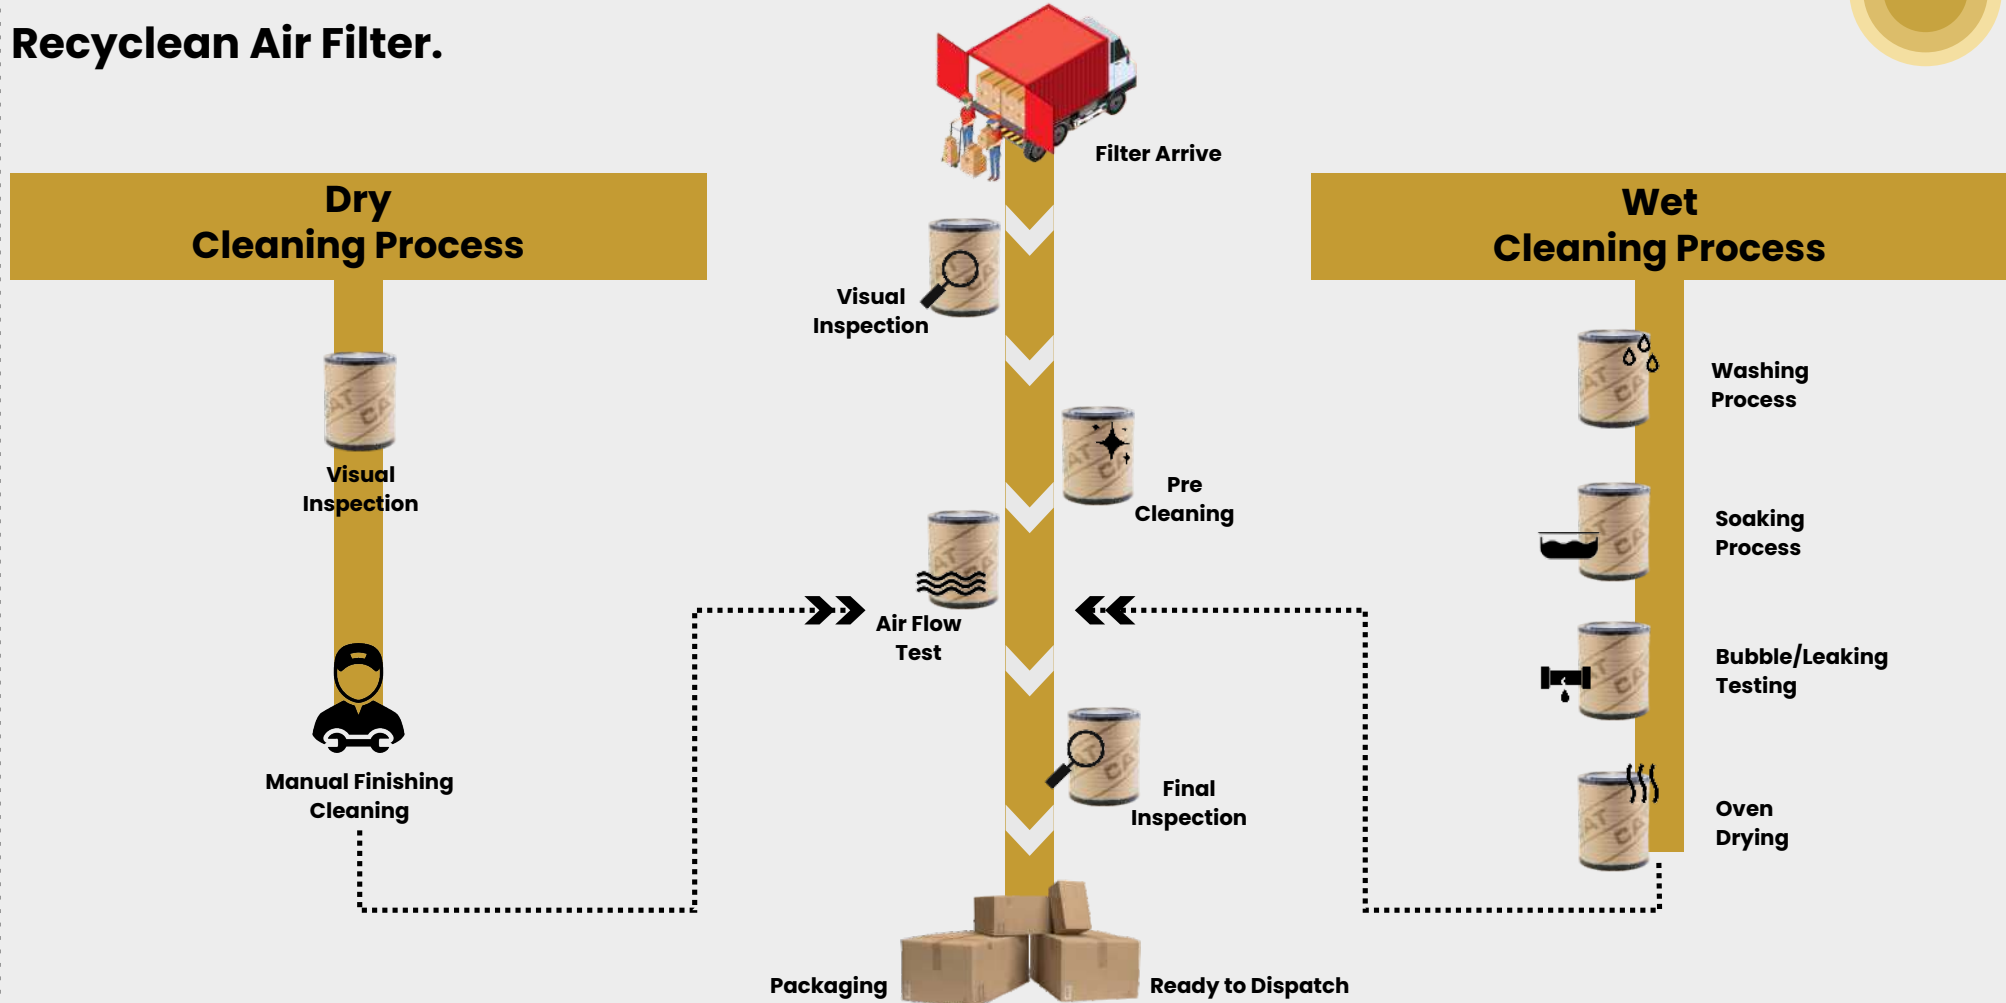 Recyclean Air Filter.
Filter Arrive
Dry
Cleaning Process
Visual
Inspection
Manual Finishing
Cleaning
Visual
Inspection
Pre
Cleaning
Air Flow
Test
Final
Inspection
Packaging
Ready to Dispatch
Wet
Cleaning Process
Washing
Process
Soaking
Process
Bubble/Leaking
Testing
Oven
Drying